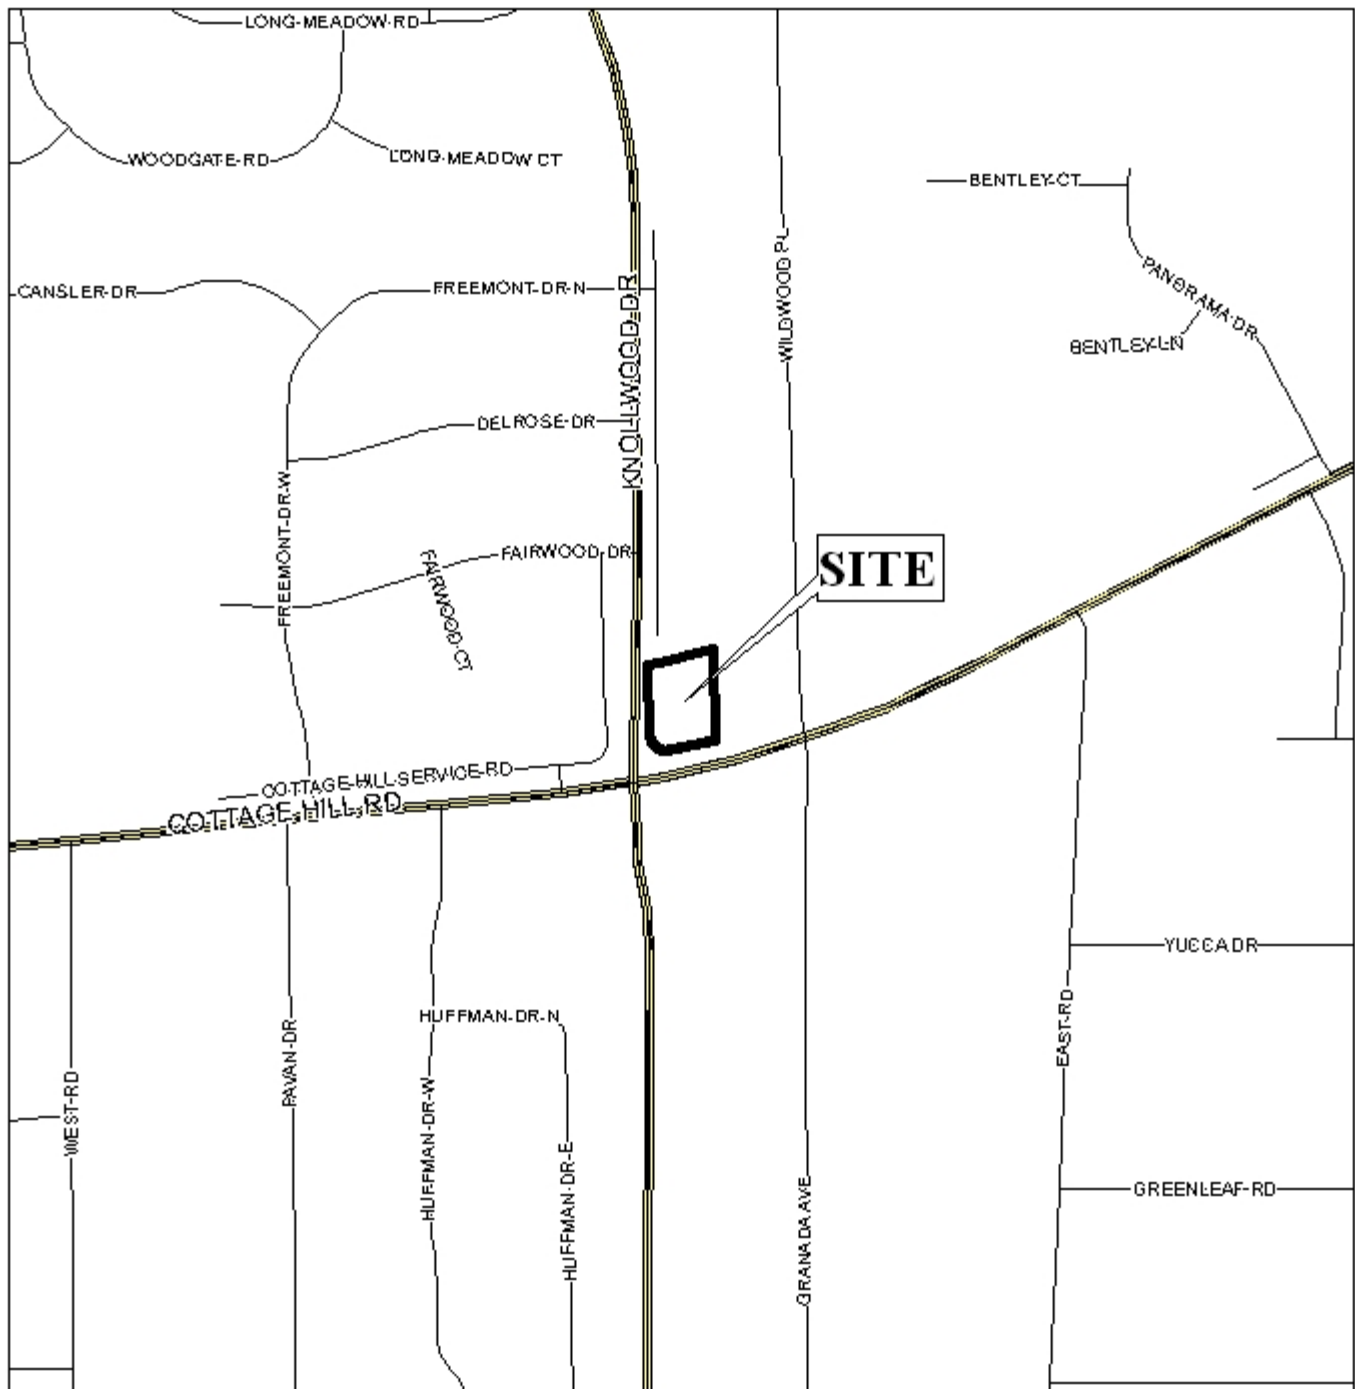 LONG-MEADOW-RD
WOODGATE-RD
LONG-MEADOW CT
BENTLEY-CT
WILDWOOD PL
PANORAMA-DR
CANSLER-DR
FREEMONT-DR-N
KNOLLWOOD-DR
BENTLEY-LN
DELROSE-DR
FREEMONT-DR-W
FAIRWOOD-DR
FAIRWOOD-CT
SITE
COTTAGE-HILL-SERVICE-RD
COTTAGE HILL RD
YUCCA DR
EAST-RD
HUFFMAN-DR-N
PAVAN-DR
WEST-RD
HUFFMAN-DR-W
HUFFMAN-DR-E
GREENLEAF-RD
GRANADA AVE